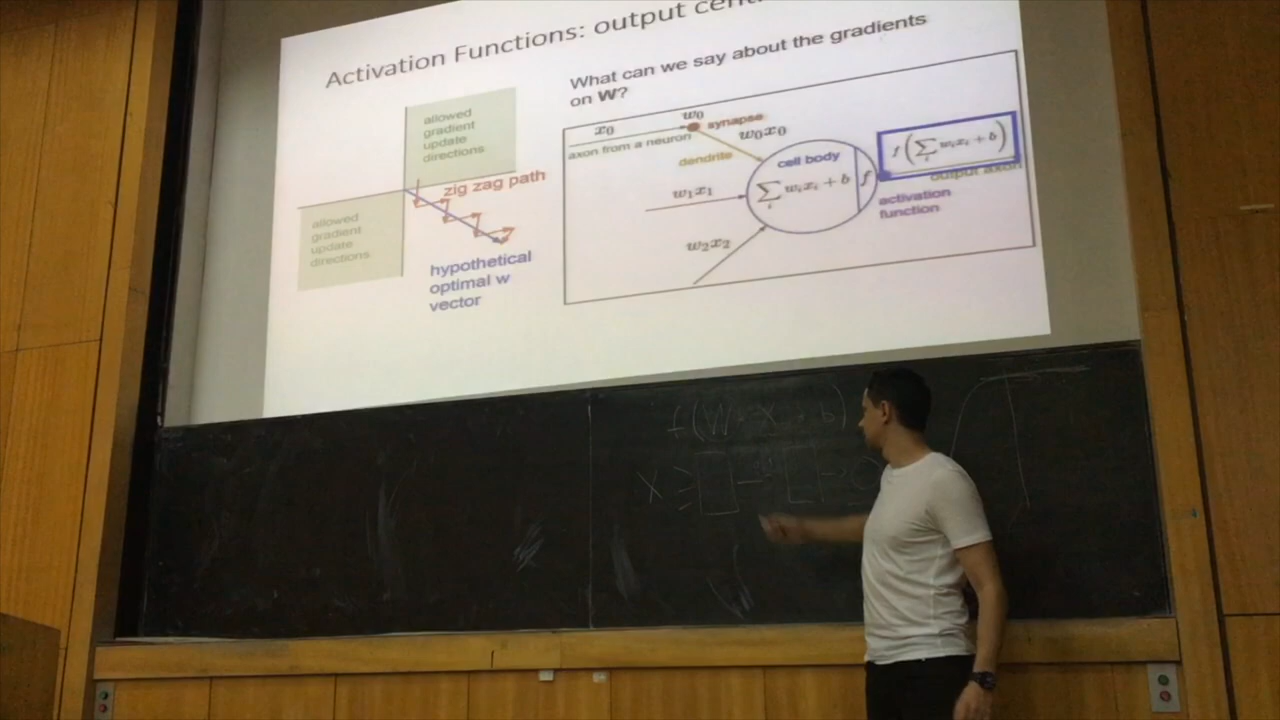 Activation Functions: output
What can we say about the gradients
on W?
allowed
gradient
update
directions
zig zag path
allowed
gradient
update
directions
hypothetical
optimal w
vector
x₀
w₀
synapse
axon from a neuron
w₀x₀
dendrite
cell body
w₁x₁
∑ᵢ wᵢxᵢ + b
f
f(∑ᵢ wᵢxᵢ + b)
output axon
activation
function
w₂x₂
f(W · X + b)
X